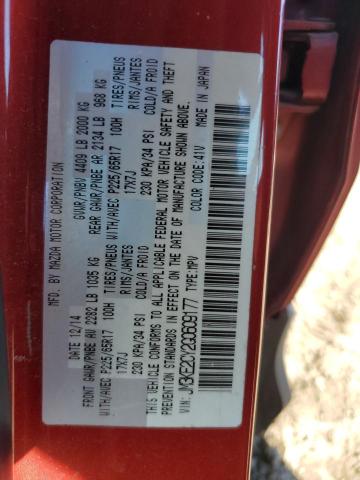 MFG. BY MAZDA MOTOR CORPORATION
12/14
GVWR/PNBV 4409 LB 2000 KG
FRONT GAWR/PNBE AV 2282 LB 1035 KG
REAR GAWR/PNBE AR 2134 LB 968 KG
WITH/AVEC P225/65R17 100H TIRES/PNEUS
WITH/AVEC P225/65R17 100H TIRES/PNEUS
17X7J RIMS/JANTES
17X7J RIMS/JANTES
230 KPA/34 PSI COLD/A FROID
230 KPA/34 PSI COLD/A FROID
THIS VEHICLE CONFORMS TO ALL APPLICABLE FEDERAL MOTOR VEHICLE SAFETY AND THEFT
PREVENTION STANDARDS IN EFFECT ON THE DATE OF MANUFACTURE SHOWN ABOVE.
MADE IN JAPAN
VIN: JM3KE2CY2G0609177 TYPE:MPV
COLOR CODE:41V